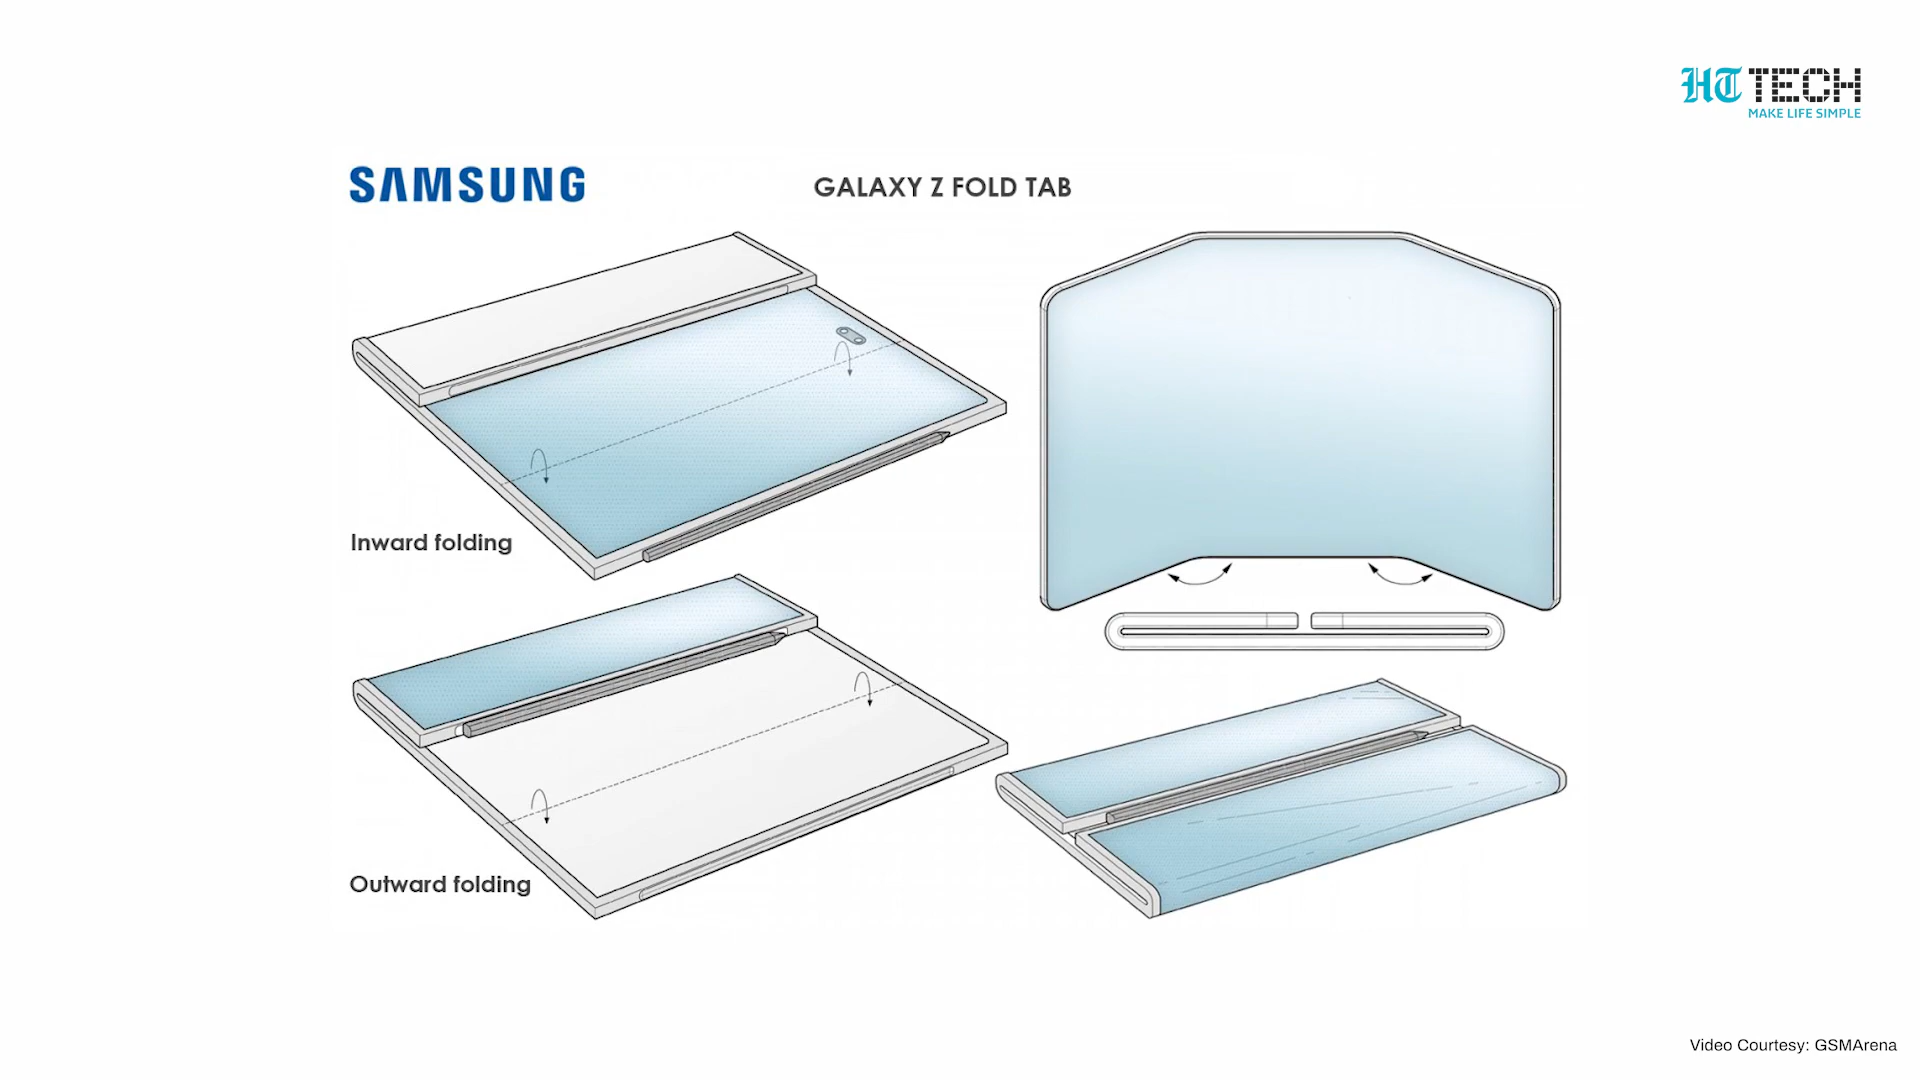 HT TECH
MAKE LIFE SIMPLE
SAMSUNG
GALAXY Z FOLD TAB
Inward folding
Outward folding
Video Courtesy: GSMArena